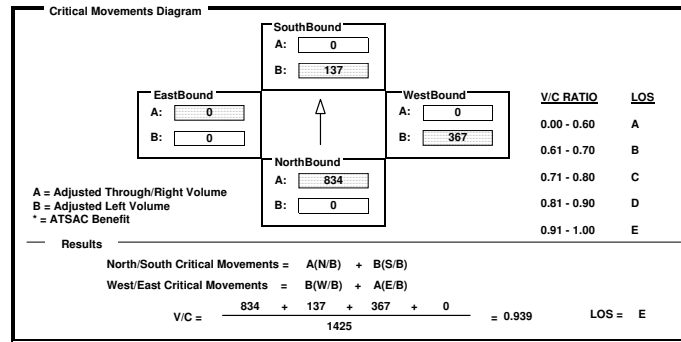 Critical Movements Diagram
SouthBound
A: 0
B: 137
EastBound
A: 0
B: 0
WestBound
A: 0
B: 367
NorthBound
A: 834
B: 0
V/C RATIO LOS
0.00 - 0.60 A
0.61 - 0.70 B
0.71 - 0.80 C
0.81 - 0.90 D
0.91 - 1.00 E
A = Adjusted Through/Right Volume
B = Adjusted Left Volume
* = ATSAC Benefit
Results
North/South Critical Movements = A(N/B) + B(S/B)
West/East Critical Movements = B(W/B) + A(E/B)
834 + 137 + 367 + 0
V/C = = 0.939 LOS = E
1425